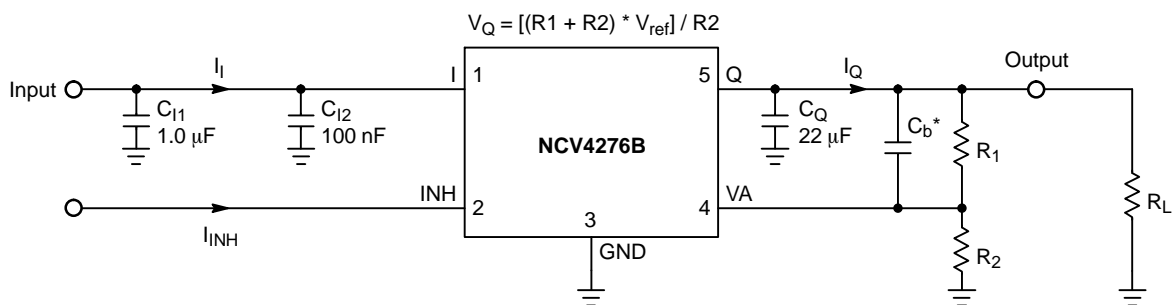 V_Q = [(R1 + R2) * V_ref] / R2
Input
I_I
C_I1
1.0 μF
C_I2
100 nF
I
1
INH
2
I_INH
NCV4276B
3
GND
5
Q
4
VA
I_Q
C_Q
22 μF
C_b*
R_1
R_2
Output
R_L